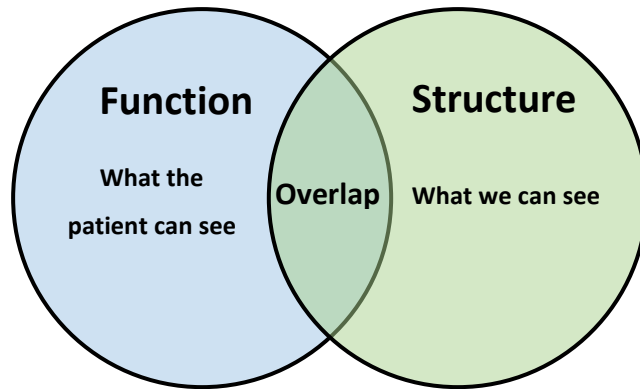 Function
What the
patient can see
Overlap
Structure
What we can see